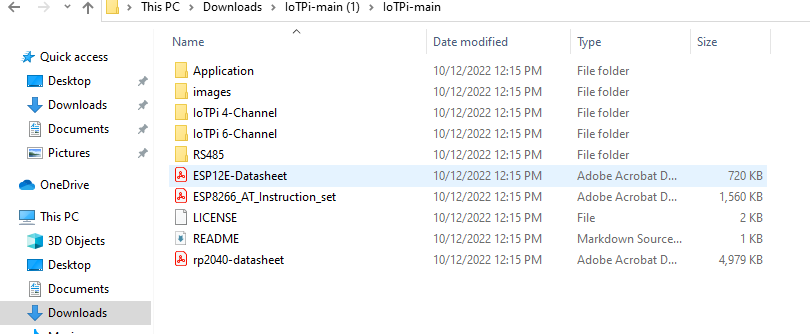 This PC > Downloads > IoTPi-main (1) > IoTPi-main
Name Date modified Type Size
Quick access
Desktop
Downloads
Documents
Pictures
OneDrive
This PC
3D Objects
Desktop
Documents
Downloads
Application 10/12/2022 12:15 PM File folder
images 10/12/2022 12:15 PM File folder
IoTPi 4-Channel 10/12/2022 12:15 PM File folder
IoTPi 6-Channel 10/12/2022 12:15 PM File folder
RS485 10/12/2022 12:15 PM File folder
ESP12E-Datasheet 10/12/2022 12:15 PM Adobe Acrobat D... 720 KB
ESP8266_AT_Instruction_set 10/12/2022 12:15 PM Adobe Acrobat D... 1,560 KB
LICENSE 10/12/2022 12:15 PM File 2 KB
README 10/12/2022 12:15 PM Markdown Source... 1 KB
rp2040-datasheet 10/12/2022 12:15 PM Adobe Acrobat D... 4,979 KB